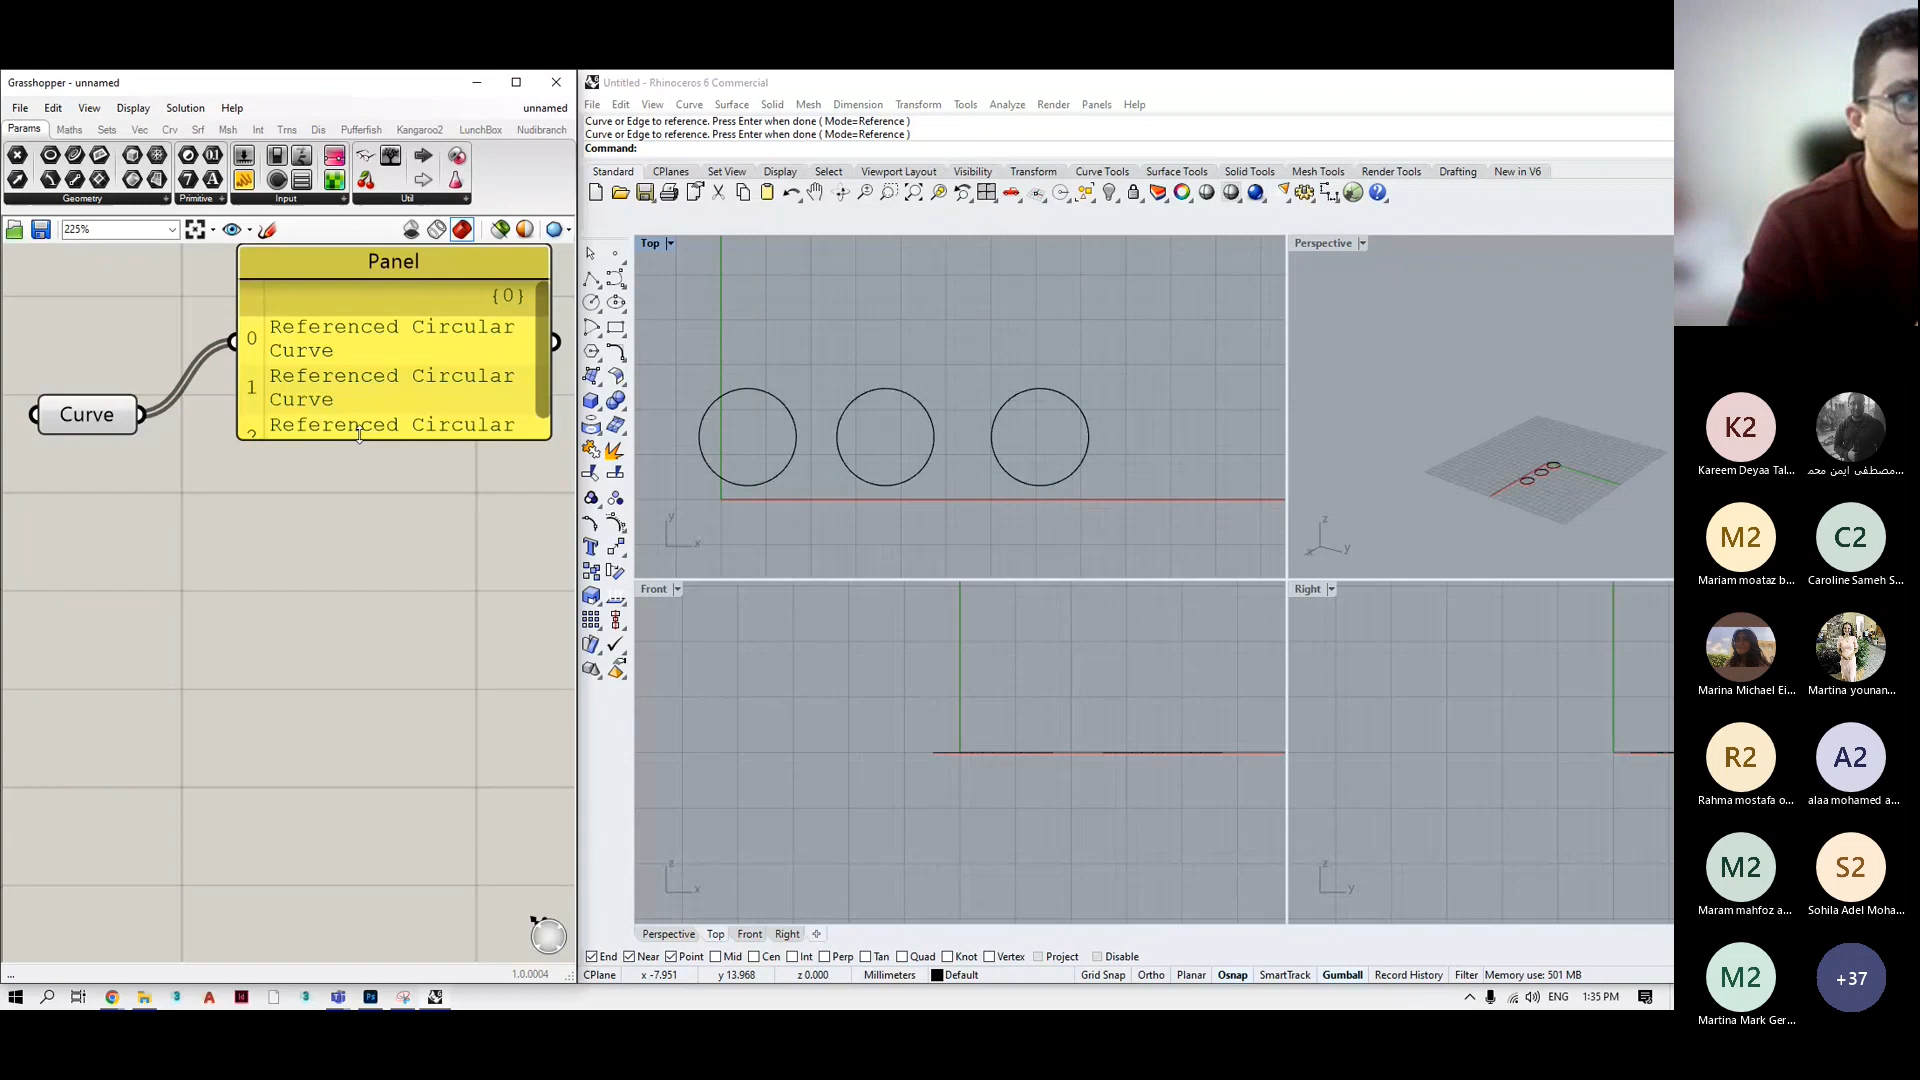 Grasshopper - unnamed
File Edit View Display Solution Help
unnamed
Params Maths Sets Vec Crv Srf Msh Int Trns Dis Pufferfish Kangaroo2 LunchBox Nudibranch
Geometry
Primitive
Input
Util
225%
Panel
{0}
0 Referenced Circular
Curve
1 Referenced Circular
Curve
2 Referenced Circular
Curve
...
1.0.0004
Untitled - Rhinoceros 6 Commercial
File Edit View Curve Surface Solid Mesh Dimension Transform Tools Analyze Render Panels Help
Curve or Edge to reference. Press Enter when done ( Mode=Reference )
Curve or Edge to reference. Press Enter when done ( Mode=Reference )
Command:
Standard CPlanes Set View Display Select Viewport Layout Visibility Transform Curve Tools Surface Tools Solid Tools Mesh Tools Render Tools Drafting New in V6
Top
y
x
Perspective
z
x
y
Front
z
x
Right
z
y
Perspective Top Front Right
End Near Point Mid Cen Int Perp Tan Quad Knot Vertex Project Disable
CPlane x -7.951 y 13.968 z 0.000 Millimeters Default Grid Snap Ortho Planar Osnap SmartTrack Gumball Record History Filter Memory use: 501 MB
ENG 1:35 PM
K2
Kareem Deyaa Tal...
مصطفى ايمن محمـ...
M2
Mariam moataz b...
C2
Caroline Sameh S...
Marina Michael Ei...
Martina younan...
R2
Rahma mostafa o...
A2
alaa mohamed a...
M2
Maram mahfoz a...
S2
Sohila Adel Moha...
M2
Martina Mark Ger...
+37